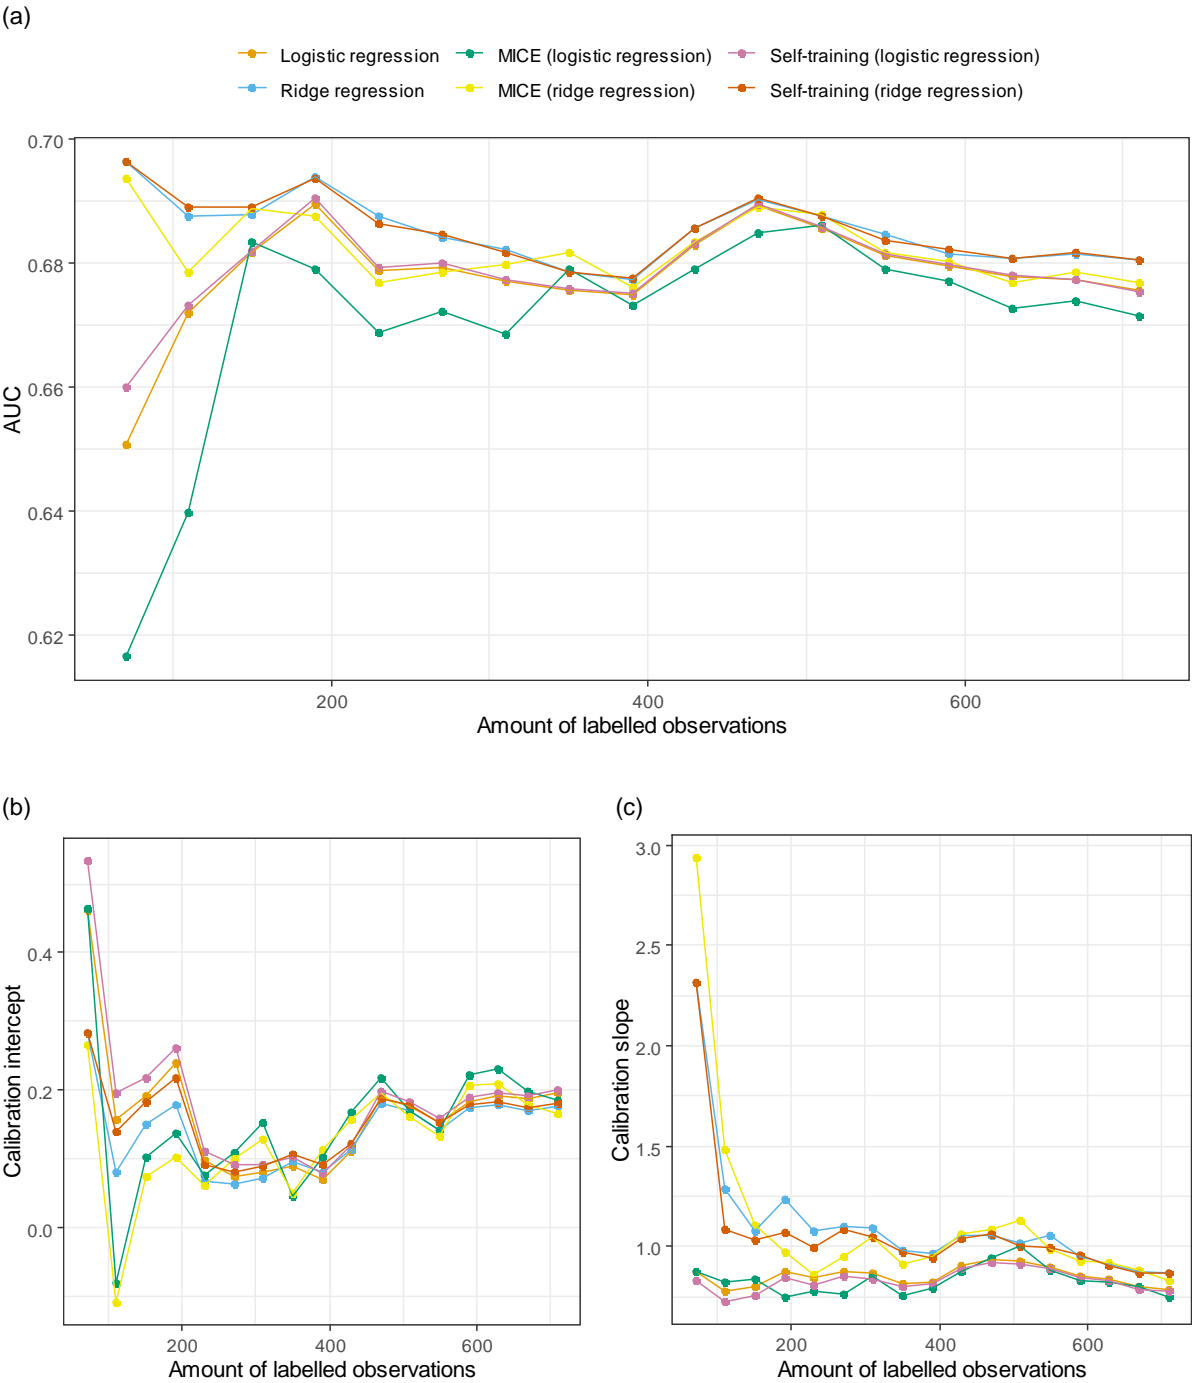 (a)
Logistic regression MICE (logistic regression) Self-training (logistic regression)
Ridge regression MICE (ridge regression) Self-training (ridge regression)
0.70
0.68
0.66
0.64
0.62
AUC
200 400 600
Amount of labelled observations
(b)
0.4
0.2
0.0
Calibration intercept
200 400 600
Amount of labelled observations
(c)
3.0
2.5
2.0
1.5
1.0
Calibration slope
200 400 600
Amount of labelled observations